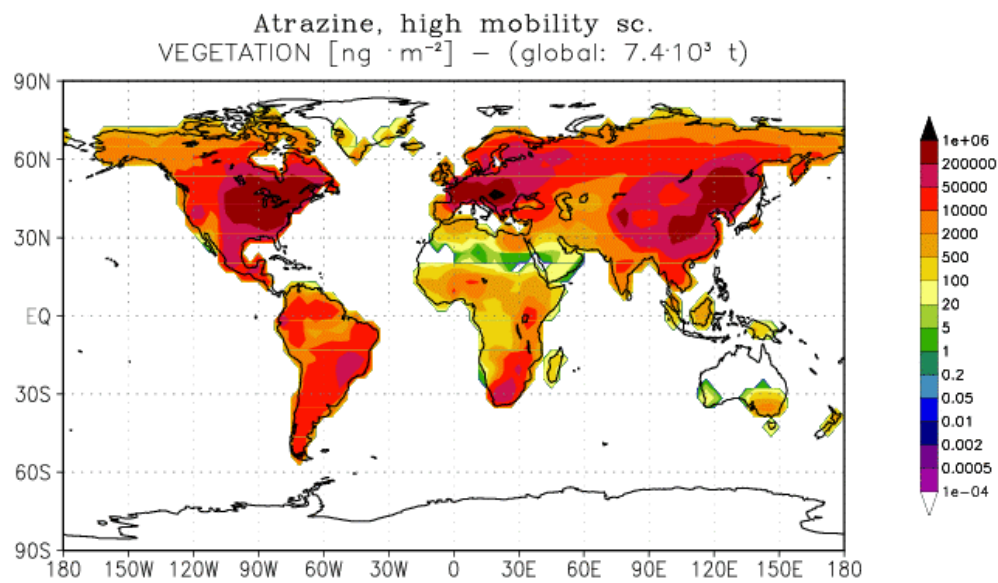 Atrazine, high mobility sc.
VEGETATION [ng · m⁻²] − (global: 7.4·10³ t)
90N
60N
30N
EQ
30S
60S
90S
180 150W 120W 90W 60W 30W 0 30E 60E 90E 120E 150E 180
1e+06
200000
50000
10000
2000
500
100
20
5
1
0.2
0.05
0.01
0.002
0.0005
1e−04